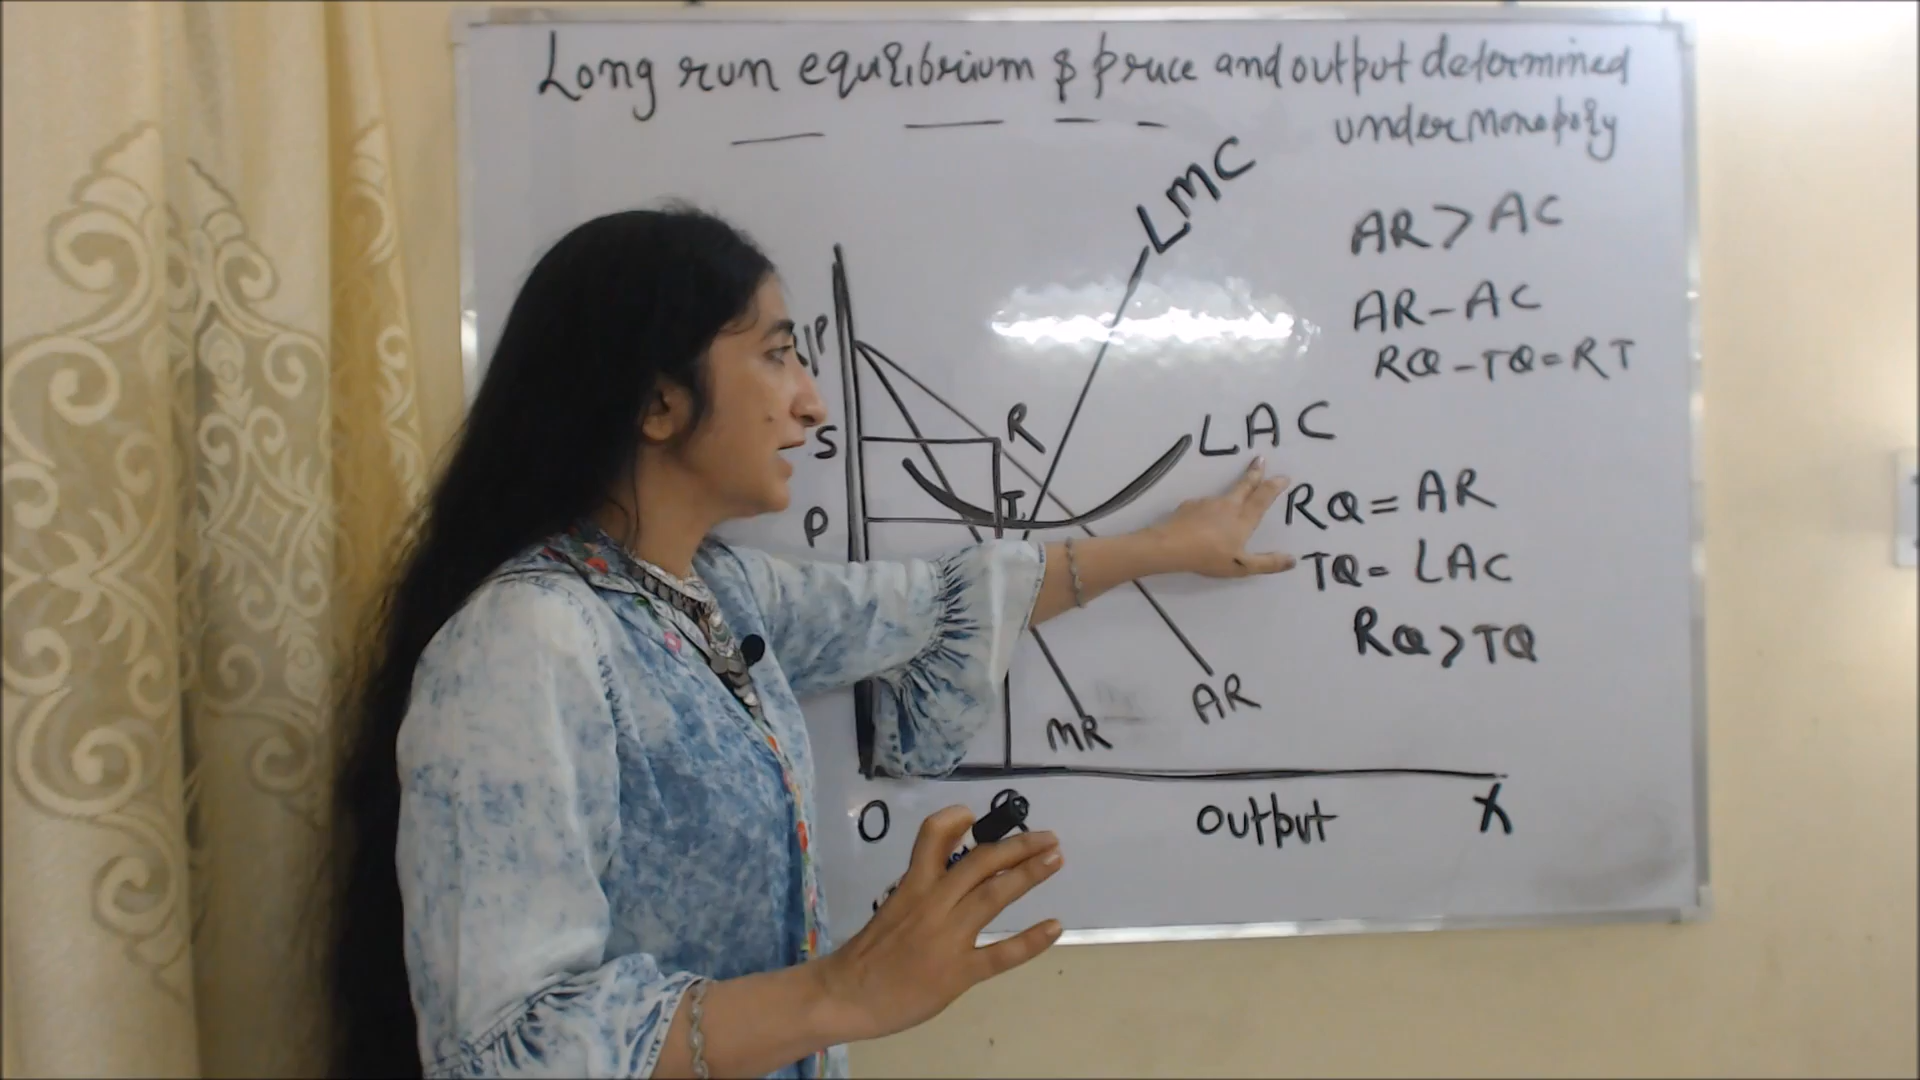 Long run equilibrium & price and output determined
under monopoly
LMC
AR > AC
AR - AC
RQ - TQ = RT
P
S
R
LAC
T
P
RQ = AR
TQ = LAC
RQ > TQ
AR
MR
O
Output
X